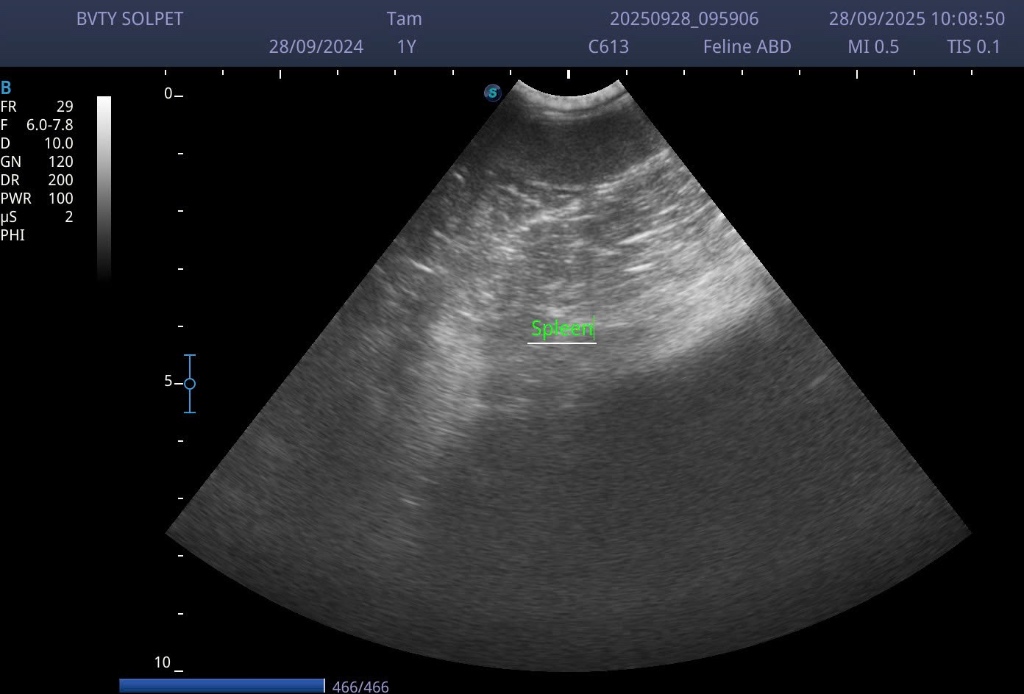 BVTY SOLPET Tam 20250928_095906 28/09/2025 10:08:50
28/09/2024 1Y C613 Feline ABD MI 0.5 TIS 0.1
B
FR 29
F 6.0-7.8
D 10.0
GN 120
DR 200
PWR 100
µS 2
PHI
S
0
Spleen
5
10
466/466